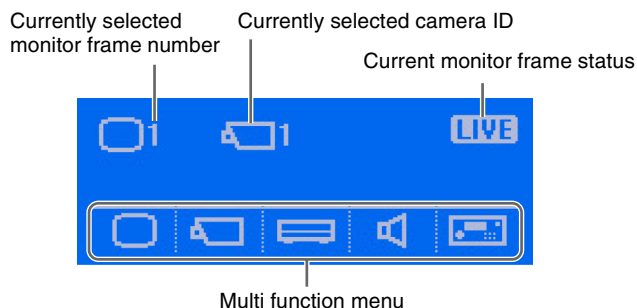 Currently selected
monitor frame number
Currently selected camera ID
Current monitor frame status
1
1
LIVE
Multi function menu